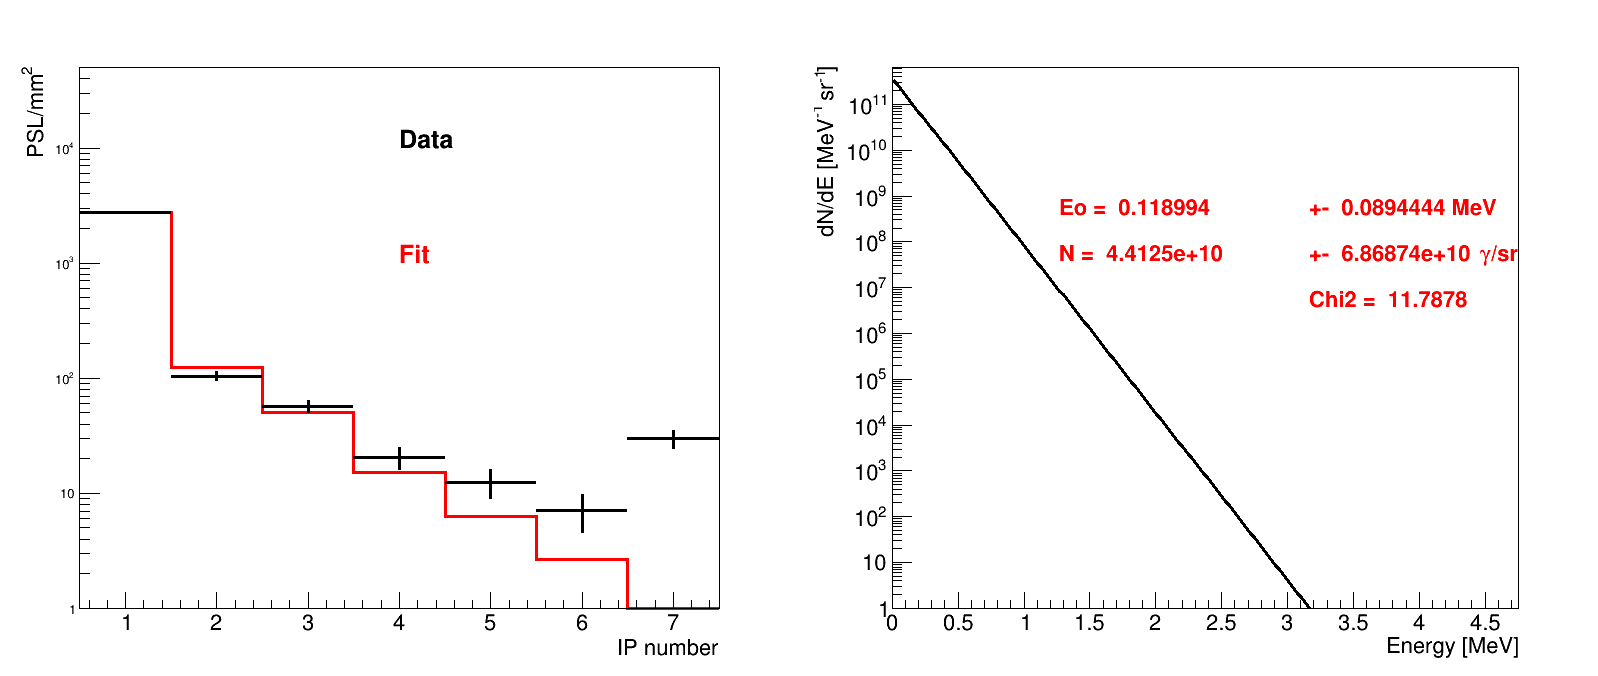 PSL/mm²
10⁴
10³
10²
10
1
1 2 3 4 5 6 7
IP number
Data
Fit
dN/dE [MeV⁻¹ sr⁻¹]
10¹¹
10¹⁰
10⁹
10⁸
10⁷
10⁶
10⁵
10⁴
10³
10²
10
1
0 0.5 1 1.5 2 2.5 3 3.5 4 4.5
Energy [MeV]
Eo = 0.118994 +- 0.0894444 MeV
N = 4.4125e+10 +- 6.86874e+10 γ/sr
Chi2 = 11.7878